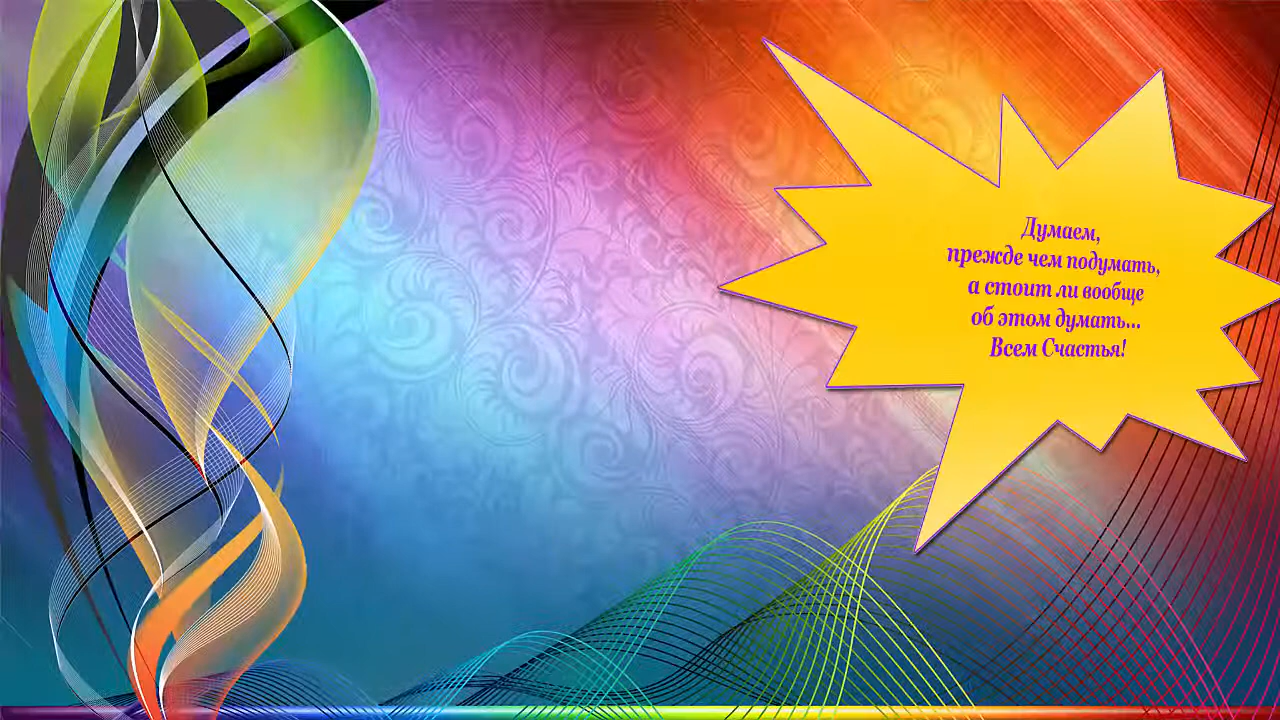 Думаем,
прежде чем подумать,
а стоит ли вообще
об этом думать...
Всем Счастья!